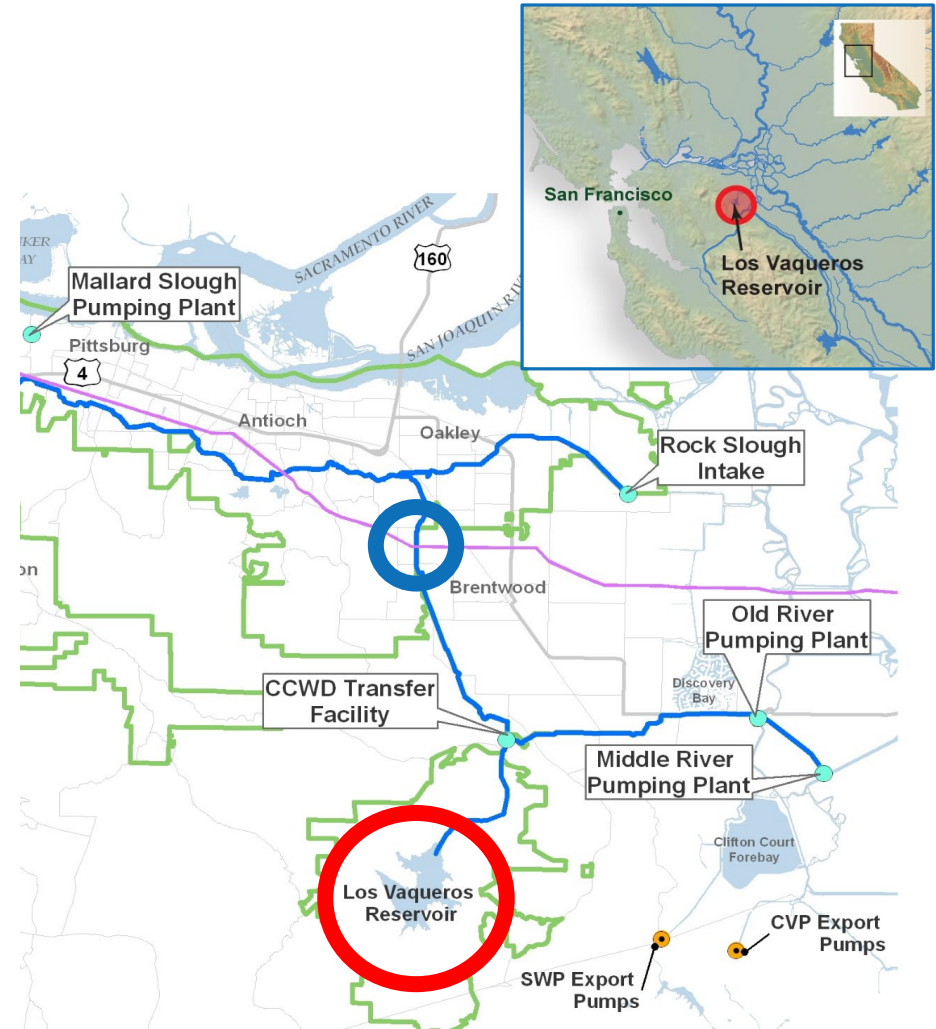 San Francisco
Los Vaqueros
Reservoir
SACRAMENTO RIVER
160
Mallard Slough
Pumping Plant
SAN JOAQUIN
Pittsburg
4
Antioch
Oakley
Rock Slough
Intake
Brentwood
Old River
Pumping Plant
CCWD Transfer
Facility
Discovery
Bay
Middle River
Pumping Plant
Clifton Court
Forebay
Los Vaqueros
Reservoir
CVP Export
Pumps
SWP Export
Pumps